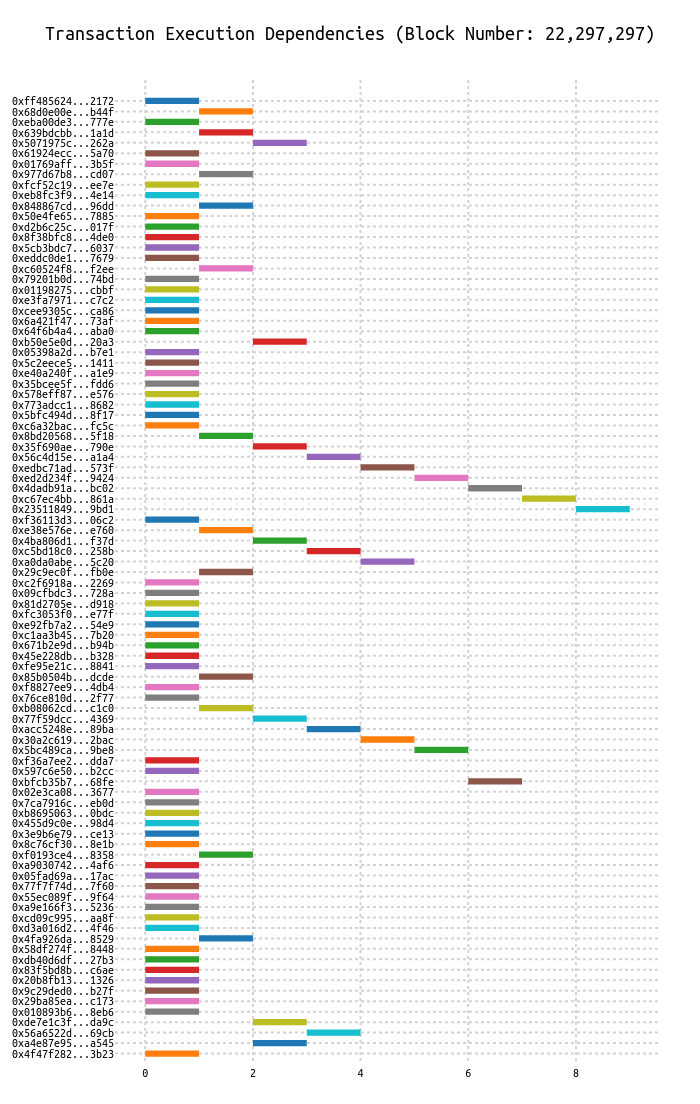 Transaction Execution Dependencies (Block Number: 22,297,297)
0xff485624...2172
0x68d0e00e...b44f
0xeba00de3...777e
0x639bdcbb...1a1d
0x5071975c...262a
0x61924ecc...5a70
0x01769aff...3b5f
0x977d67b8...cd07
0xfcf52c19...ee7e
0xeb8fc3f9...4e14
0x848867cd...96dd
0x50e4fe65...7885
0xd2b6c25c...017f
0x8f38bfc8...4de0
0x5cb3bdc7...6037
0xeddc0de1...7679
0xc60524f8...f2ee
0x79201b0d...74bd
0x01198275...cbbf
0xe3fa7971...c7c2
0xcee9305c...ca86
0x6a421f47...73af
0x64f6b4a4...aba0
0xb50e5e0d...20a3
0x05398a2d...b7e1
0x5c2eece5...1411
0xe40a240f...a1e9
0x35bcee5f...fdd6
0x578eff87...e576
0x773adcc1...8682
0x5bfc494d...8f17
0xc6a32bac...fc5c
0x8bd20568...5f18
0x35f690ae...790e
0x56c4d15e...a1a4
0xedbc71ad...573f
0xed2d234f...9424
0x4dadb91a...bc02
0xc67ec4bb...861a
0x23511849...9bd1
0xf36113d3...06c2
0xe38e576e...e760
0x4ba806d1...f37d
0xc5bd18c0...258b
0xa0da0abe...5c20
0x29c9ec0f...fb0e
0xc2f6918a...2269
0x09cfbdc3...728a
0x81d2705e...d918
0xfc3053f0...e77f
0xe92fb7a2...54e9
0xc1aa3b45...7b20
0x671b2e9d...b94b
0x45e228db...b328
0xfe95e21c...8841
0x85b0504b...dcde
0xf8827ee9...4db4
0x76ce810d...2f77
0xb08062cd...c1c0
0x77f59dcc...4369
0xacc5248e...89ba
0x30a2c619...2bac
0x5bc489ca...9be8
0xf36a7ee2...dda7
0x597c6e50...b2cc
0xbfcb35b7...68fe
0x02e3ca08...3677
0x7ca7916c...eb0d
0xb8695063...0bdc
0x455d9c0e...98d4
0x3e9b6e79...ce13
0x8c76cf30...8e1b
0xf0193ce4...8358
0xa9030742...4af6
0x05fad69a...17ac
0x77f7f74d...7f60
0x55ec089f...9f64
0xa9e166f3...5236
0xcd09c995...aa8f
0xd3a016d2...4f46
0x4fa926da...8529
0x58df274f...8448
0xdb40d6df...27b3
0x83f5bd8b...c6ae
0x20b8fb13...1326
0x9c29ded0...b27f
0x29ba85ea...c173
0x010893b6...8eb6
0xde7e1c3f...da9c
0x56a6522d...69cb
0xa4e87e95...a545
0x4f47f282...3b23
0 2 4 6 8